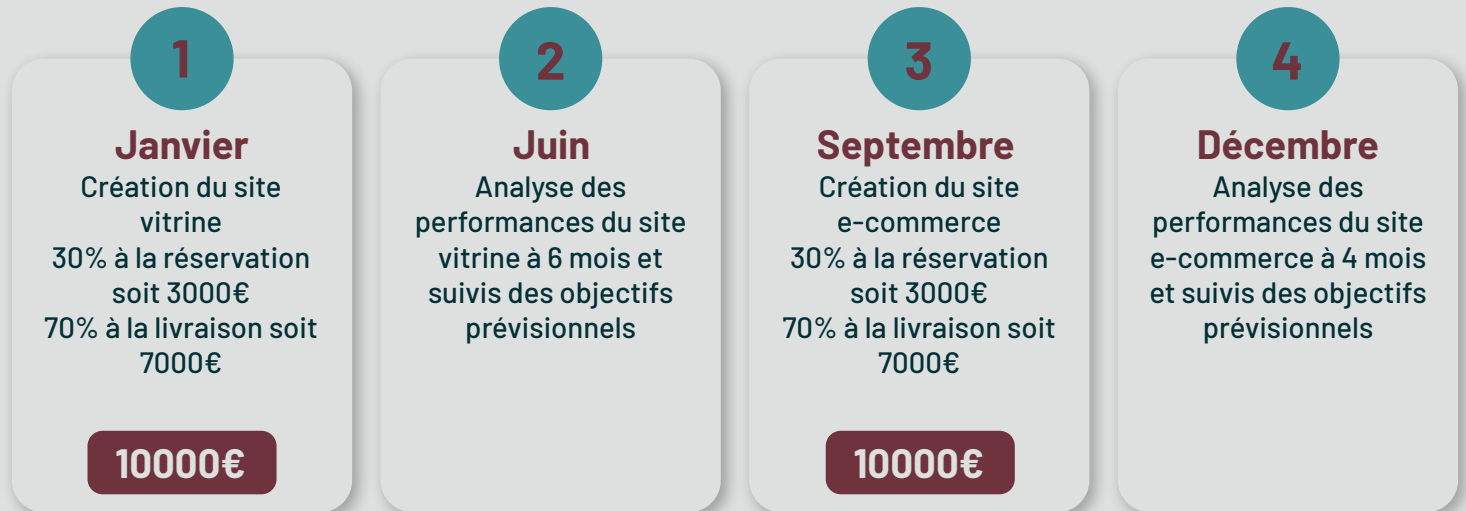 1
Janvier
Création du site
vitrine
30% à la réservation
soit 3000€
70% à la livraison soit
7000€
10000€
2
Juin
Analyse des
performances du site
vitrine à 6 mois et
suivis des objectifs
prévisionnels
3
Septembre
Création du site
e-commerce
30% à la réservation
soit 3000€
70% à la livraison soit
7000€
10000€
4
Décembre
Analyse des
performances du site
e-commerce à 4 mois
et suivis des objectifs
prévisionnels